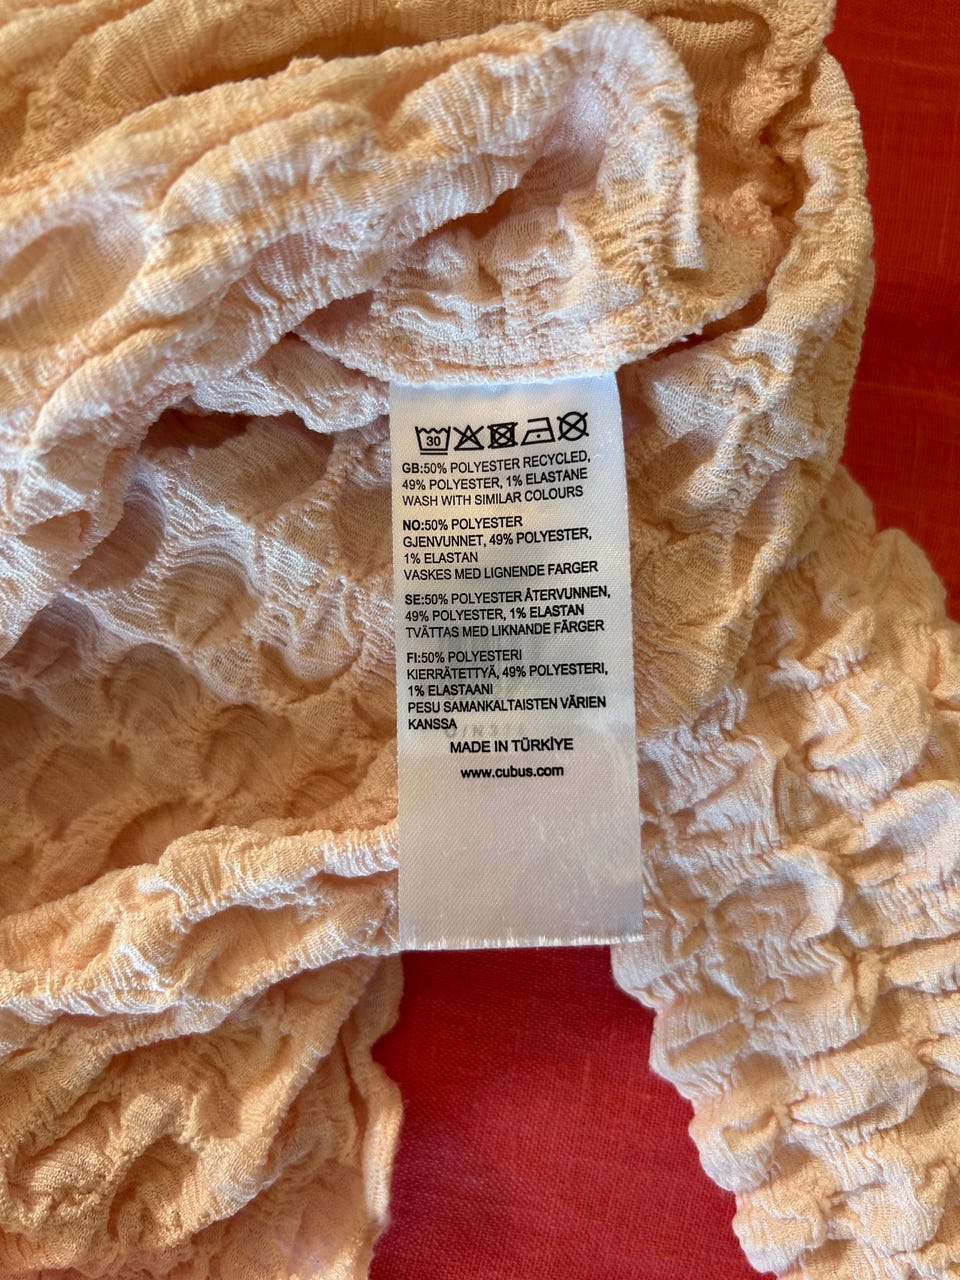 30
GB:50% POLYESTER RECYCLED,
49% POLYESTER, 1% ELASTANE
WASH WITH SIMILAR COLOURS
NO:50% POLYESTER
GJENVUNNET, 49% POLYESTER,
1% ELASTAN
VASKES MED LIGNENDE FARGER
SE:50% POLYESTER ÅTERVUNNEN,
49% POLYESTER, 1% ELASTAN
TVÄTTAS MED LIKNANDE FÄRGER
FI:50% POLYESTERI
KIERRÄTETTYÄ, 49% POLYESTERI,
1% ELASTAANI
PESU SAMANKALTAISTEN VÄRIEN
KANSSA
MADE IN TÜRKİYE
www.cubus.com